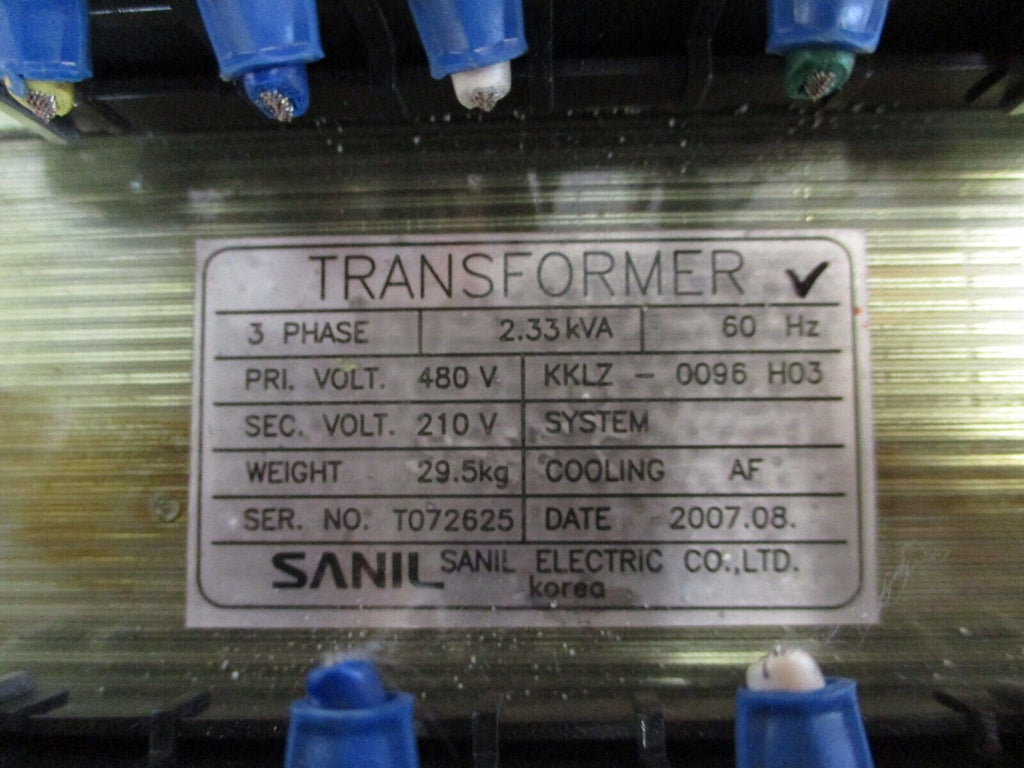 TRANSFORMER ✓
3 PHASE 2.33 kVA 60 Hz
PRI. VOLT. 480 V KKLZ - 0096 H03
SEC. VOLT. 210 V SYSTEM
WEIGHT 29.5kg COOLING AF
SER. NO. T072625 DATE 2007.08.
SANIL SANIL ELECTRIC CO.,LTD.
korea